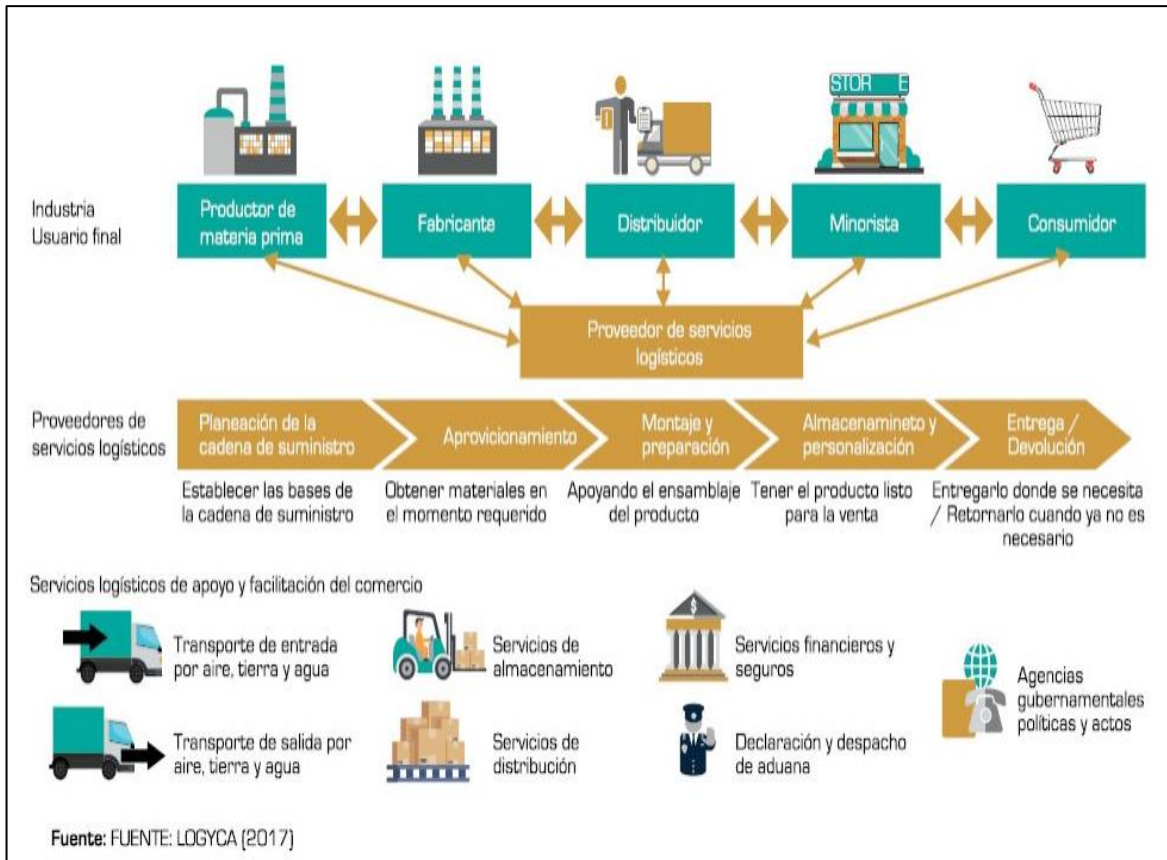 STOR E
Industria
Usuario final
Productor de
materia prima
Fabricante
Distribuidor
Minorista
Consumidor
Proveedor de servicios
logísticos
Proveedores de
servicios logísticos
Planeación de la
cadena de suministro
Aprovicionamiento
Montaje y
preparación
Almacenamineto y
personalización
Entrega /
Devolución
Establecer las bases de
la cadena de suministro
Obtener materiales en
el momento requerido
Apoyando el ensamblaje
del producto
Tener el producto listo
para la venta
Entregarlo donde se necesita
/ Retornarlo cuando ya no es
necesario
Servicios logísticos de apoyo y facilitación del comercio
Transporte de entrada
por aire, tierra y agua
Servicios de
almacenamiento
$
Servicios financieros y
seguros
Agencias
gubernamentales
políticas y actos
Transporte de salida por
aire, tierra y agua
Servicios de
distribución
Declaración y despacho
de aduana
Fuente: FUENTE: LOGYCA (2017)